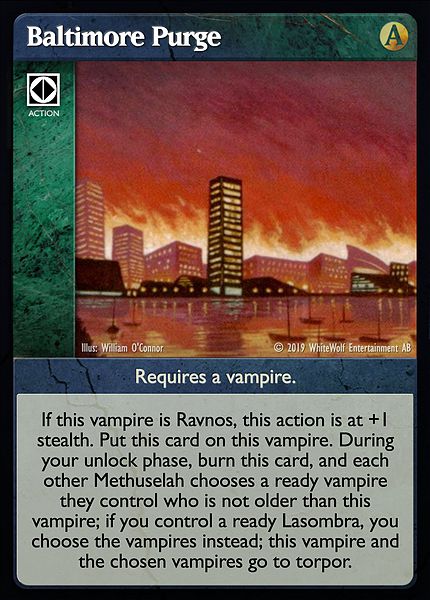 Baltimore Purge
A
ACTION
Illus: William O'Connor
© 2019 WhiteWolf Entertainment AB
Requires a vampire.
If this vampire is Ravnos, this action is at +1
stealth. Put this card on this vampire. During
your unlock phase, burn this card, and each
other Methuselah chooses a ready vampire
they control who is not older than this
vampire; if you control a ready Lasombra, you
choose the vampires instead; this vampire and
the chosen vampires go to torpor.